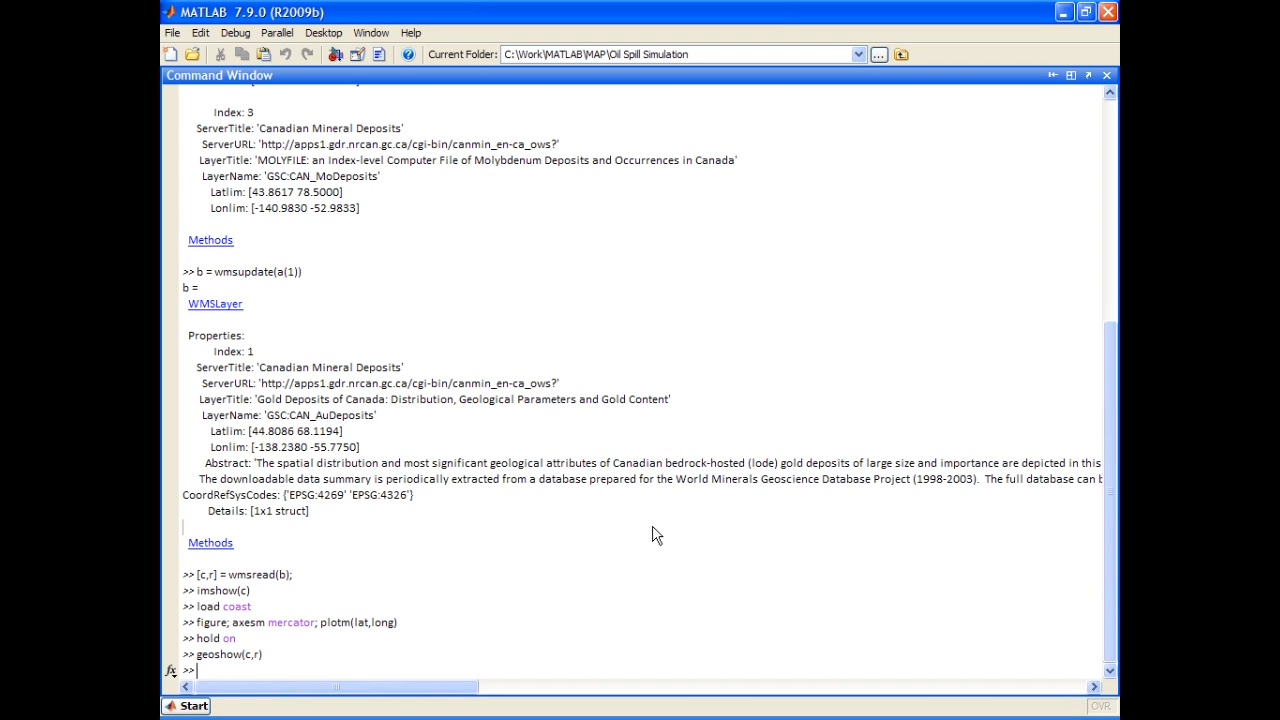 MATLAB 7.9.0 (R2009b)
File Edit Debug Parallel Desktop Window Help
Current Folder: C:\Work\MATLAB\MAP\Oil Spill Simulation
Command Window
Index: 3
ServerTitle: 'Canadian Mineral Deposits'
ServerURL: 'http://apps1.gdr.nrcan.gc.ca/cgi-bin/canmin_en-ca_ows?'
LayerTitle: 'MOLYFILE: an Index-level Computer File of Molybdenum Deposits and Occurrences in Canada'
LayerName: 'GSC:CAN_MoDeposits'
Latlim: [43.8617 78.5000]
Lonlim: [-140.9830 -52.9833]
Methods
>> b = wmsupdate(a(1))
b =
WMSLayer
Properties:
Index: 1
ServerTitle: 'Canadian Mineral Deposits'
ServerURL: 'http://apps1.gdr.nrcan.gc.ca/cgi-bin/canmin_en-ca_ows?'
LayerTitle: 'Gold Deposits of Canada: Distribution, Geological Parameters and Gold Content'
LayerName: 'GSC:CAN_AuDeposits'
Latlim: [44.8086 68.1194]
Lonlim: [-138.2380 -55.7750]
Abstract: 'The spatial distribution and most significant geological attributes of Canadian bedrock-hosted (lode) gold deposits of large size and importance are depicted in this
The downloadable data summary is periodically extracted from a database prepared for the World Minerals Geoscience Database Project (1998-2003). The full database can
CoordRefSysCodes: {'EPSG:4269' 'EPSG:4326'}
Details: [1x1 struct]
Methods
>> [c,r] = wmsread(b);
>> imshow(c)
>> load coast
>> figure; axesm mercator; plotm(lat,long)
>> hold on
>> geoshow(c,r)
fx >>
Start OVR